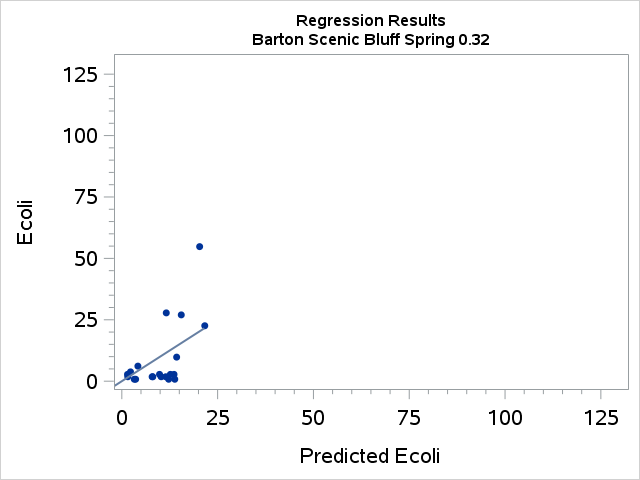 Regression Results
Barton Scenic Bluff Spring 0.32
125
100
75
50
25
0
Ecoli
0 25 50 75 100 125
Predicted Ecoli